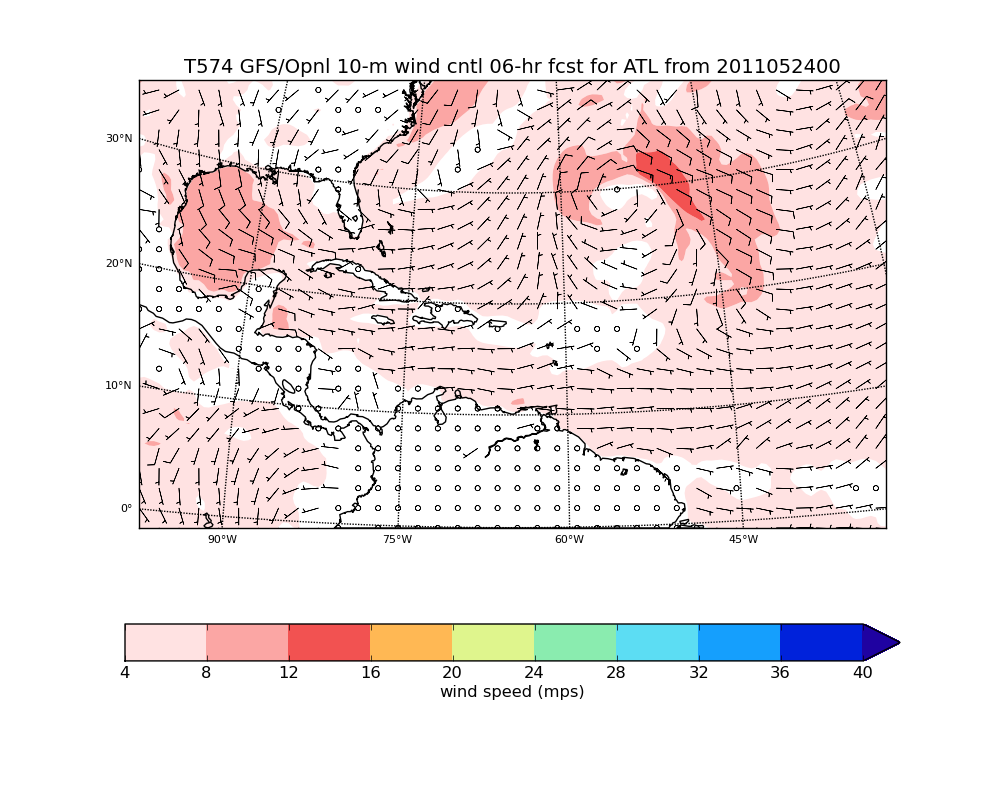 T574 GFS/Opnl 10-m wind cntl 06-hr fcst for ATL from 2011052400
30°N
20°N
10°N
0°
90°W 75°W 60°W 45°W
4 8 12 16 20 24 28 32 36 40
wind speed (mps)